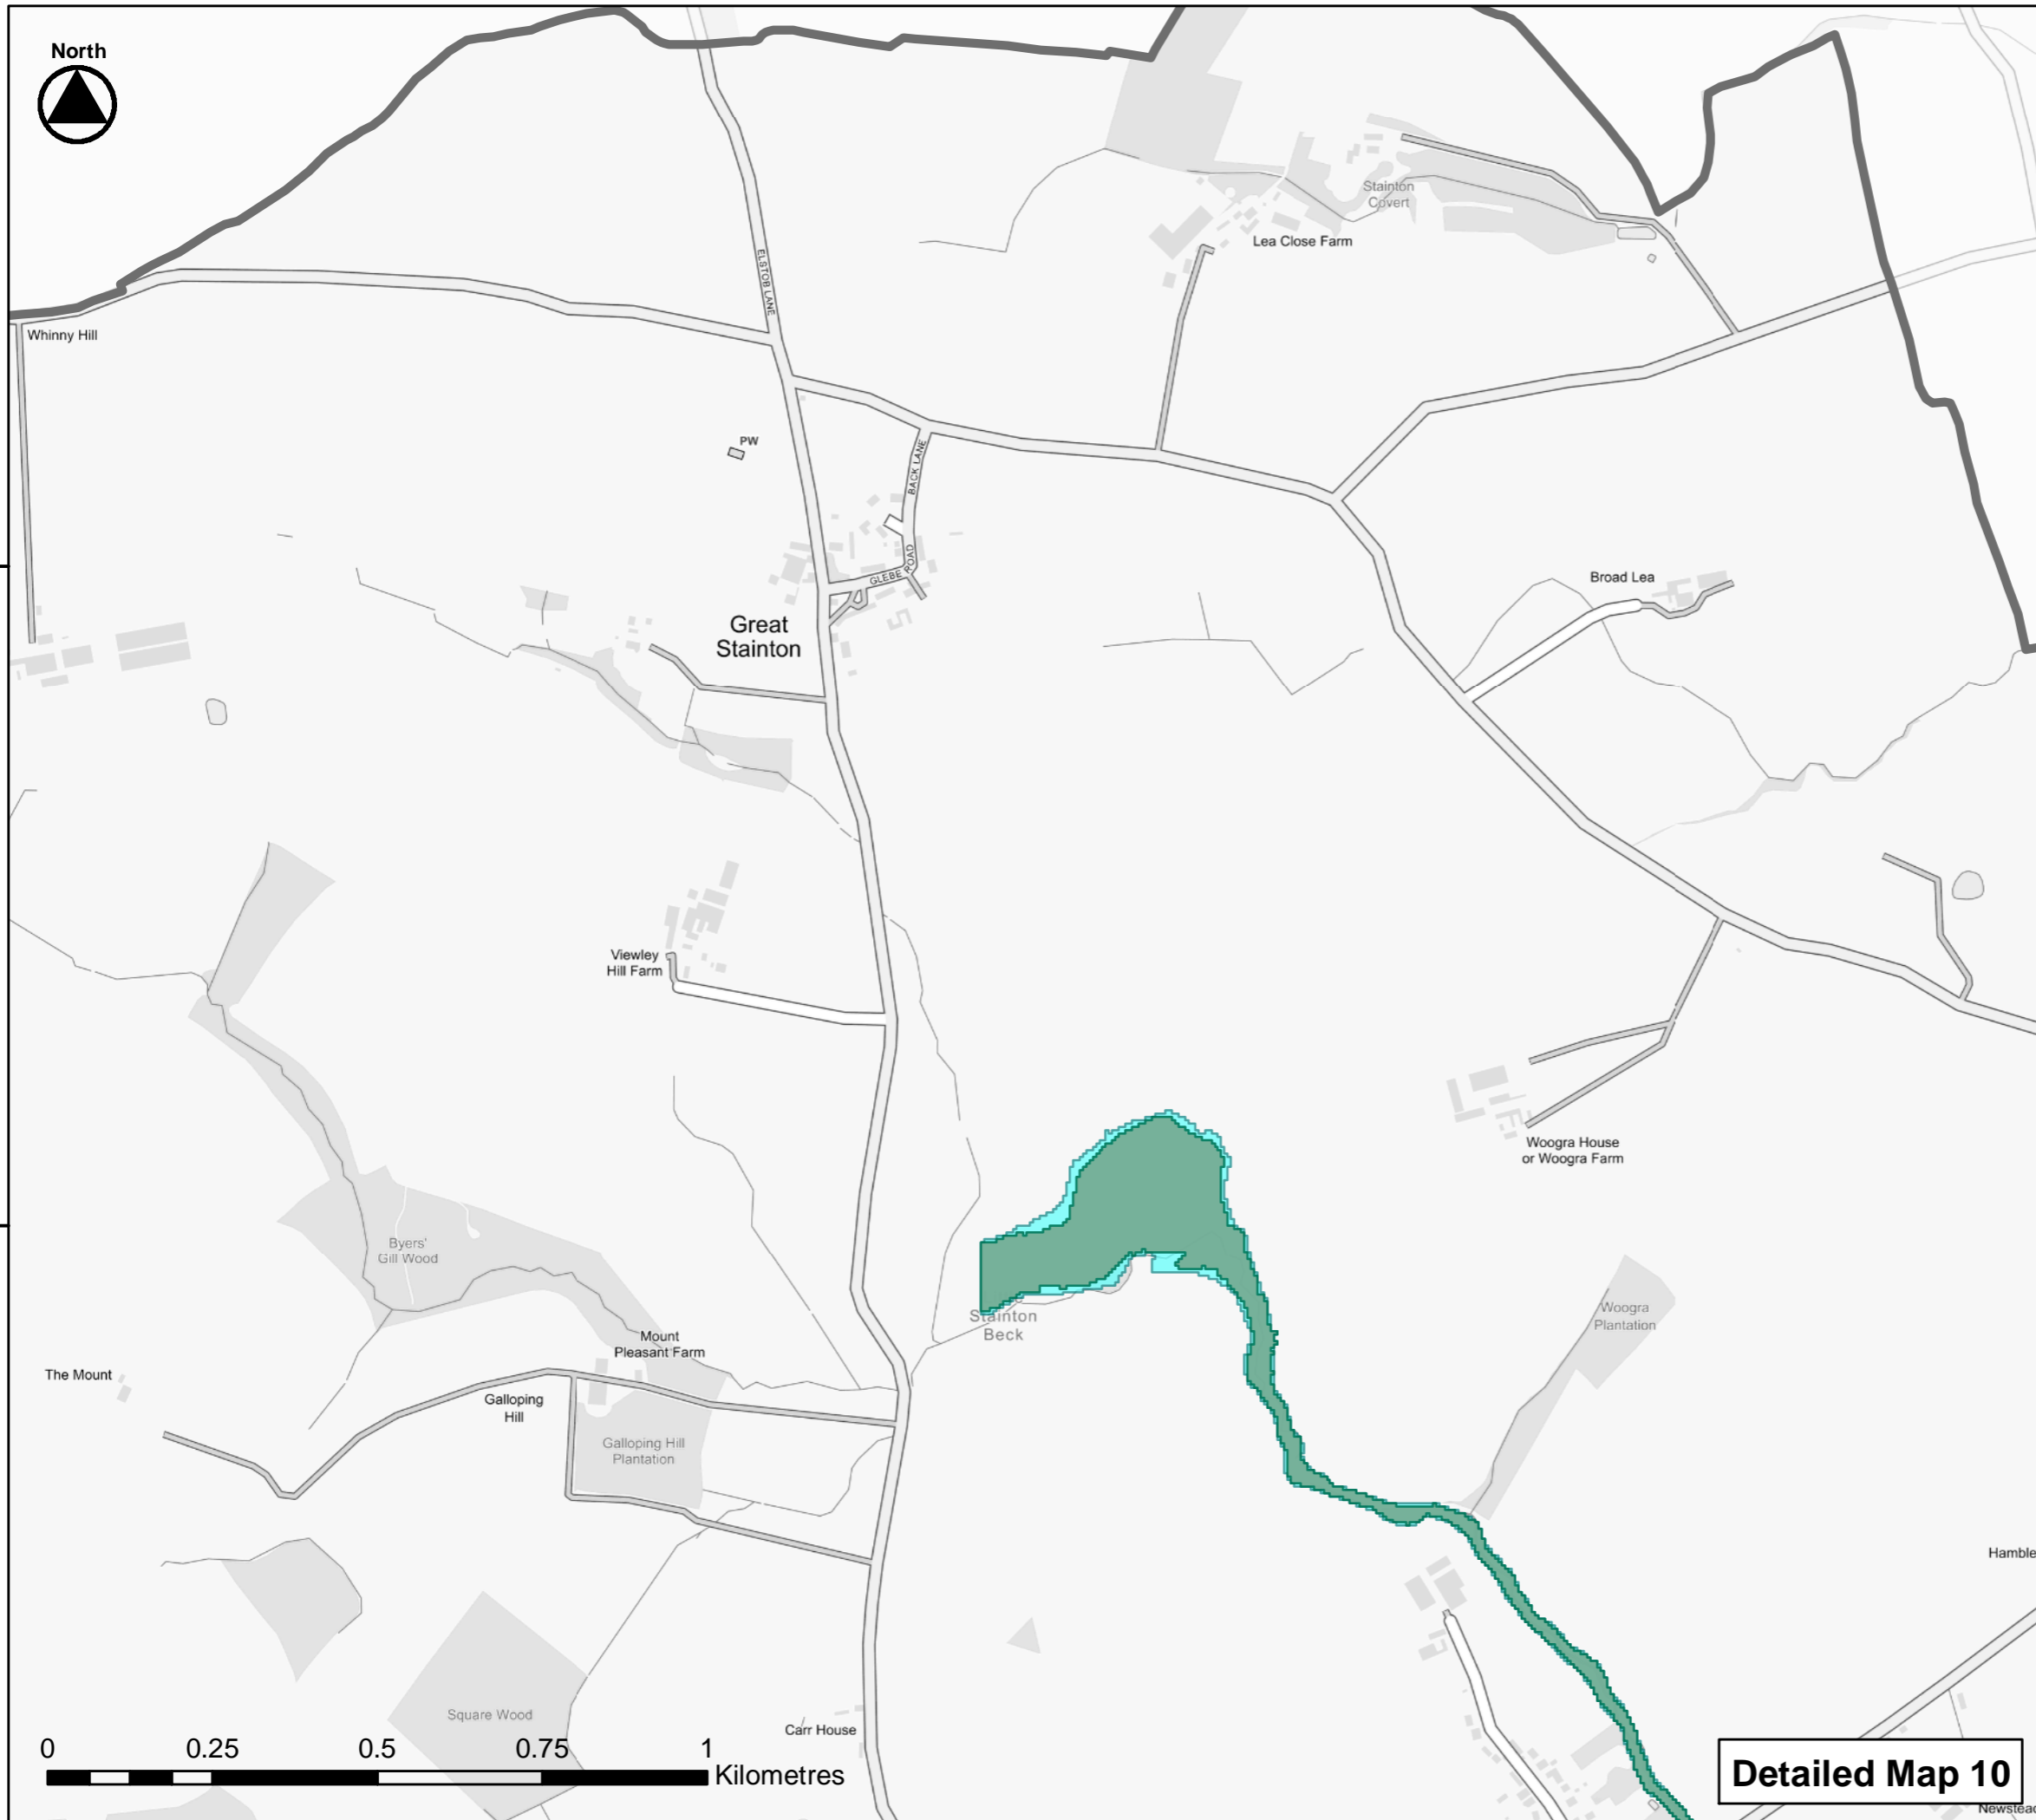 North
Stainton
Covert
Lea Close Farm
ELSTOB LANE
Whinny Hill
PW
BACK LANE
GLEBE ROAD
Broad Lea
Great
Stainton
Viewley
Hill Farm
Woogra House
or Woogra Farm
Byers'
Gill Wood
Stainton
Beck
Woogra
Plantation
Mount
Pleasant Farm
The Mount
Galloping
Hill
Galloping Hill
Plantation
Hamble
Square Wood
Carr House
0 0.25 0.5 0.75 1
Kilometres
Detailed Map 10
Newstead